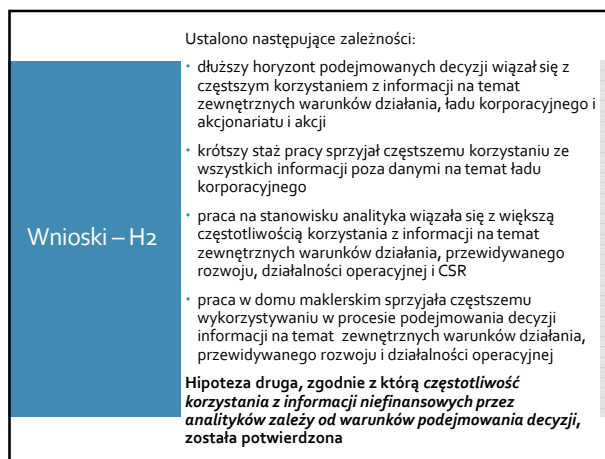 Ustalono następujące zależności:
• dłuższy horyzont podejmowanych decyzji wiązał się z
częstszym korzystaniem z informacji na temat
zewnętrznych warunków działania, ładu korporacyjnego i
akcjonariatu i akcji
• krótszy staż pracy sprzyjał częstszemu korzystaniu ze
wszystkich informacji poza danymi na temat ładu
korporacyjnego
Wnioski – H2
• praca na stanowisku analityka wiązała się z większą
częstotliwością korzystania z informacji na temat
zewnętrznych warunków działania, przewidywanego
rozwoju, działalności operacyjnej i CSR
• praca w domu maklerskim sprzyjała częstszemu
wykorzystywaniu w procesie podejmowania decyzji
informacji na temat zewnętrznych warunków działania,
przewidywanego rozwoju i działalności operacyjnej
Hipoteza druga, zgodnie z którą częstotliwość
korzystania z informacji niefinansowych przez
analityków zależy od warunków podejmowania decyzji,
została potwierdzona